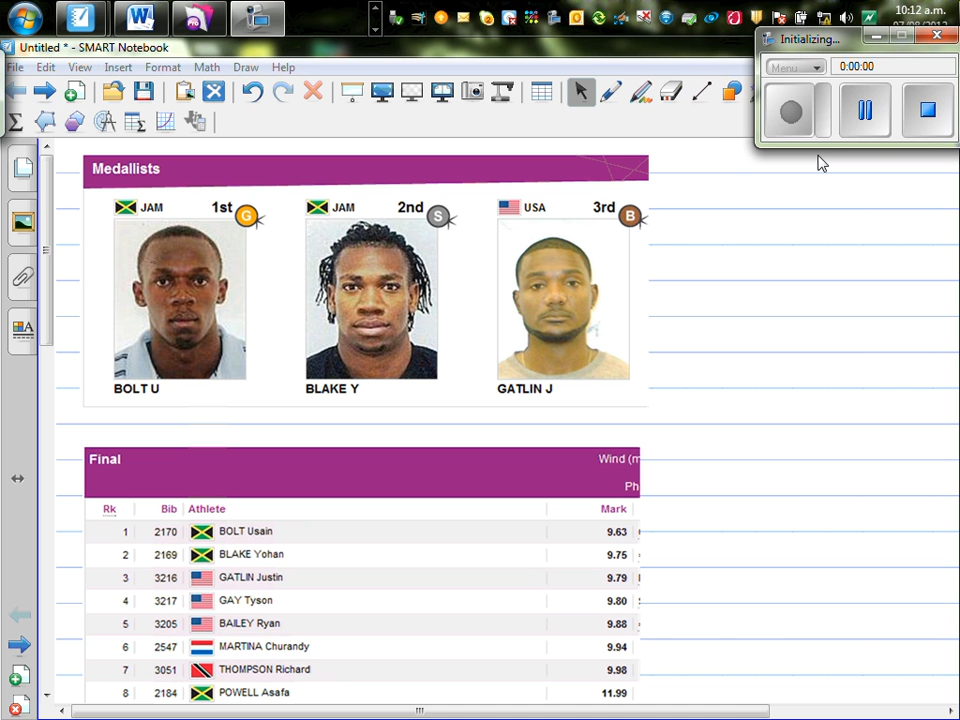 10:12 a.m.
Untitled * - SMART Notebook
Initializing...
File Edit View Insert Format Math Draw Help
Menu 0:00:00
Medallists
JAM 1st G JAM 2nd S USA 3rd B
BOLT U BLAKE Y GATLIN J
Final Wind (m
Ph
Rk Bib Athlete Mark
1 2170 BOLT Usain 9.63
2 2169 BLAKE Yohan 9.75
3 3216 GATLIN Justin 9.79
4 3217 GAY Tyson 9.80
5 3205 BAILEY Ryan 9.88
6 2547 MARTINA Churandy 9.94
7 3051 THOMPSON Richard 9.98
8 2184 POWELL Asafa 11.99